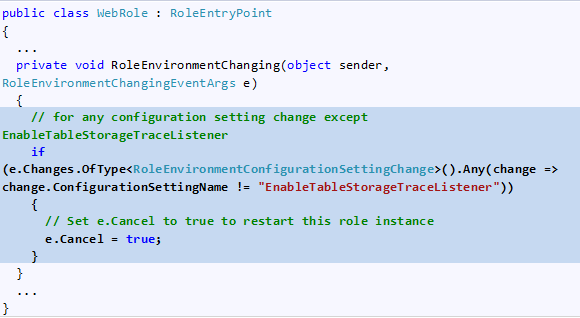 public class WebRole : RoleEntryPoint
{
...
private void RoleEnvironmentChanging(object sender,
RoleEnvironmentChangingEventArgs e)
{
// for any configuration setting change except
EnableTableStorageTraceListener
if
(e.Changes.OfType<RoleEnvironmentConfigurationSettingChange>().Any(change =>
change.ConfigurationSettingName != "EnableTableStorageTraceListener"))
{
// Set e.Cancel to true to restart this role instance
e.Cancel = true;
}
}
...
}